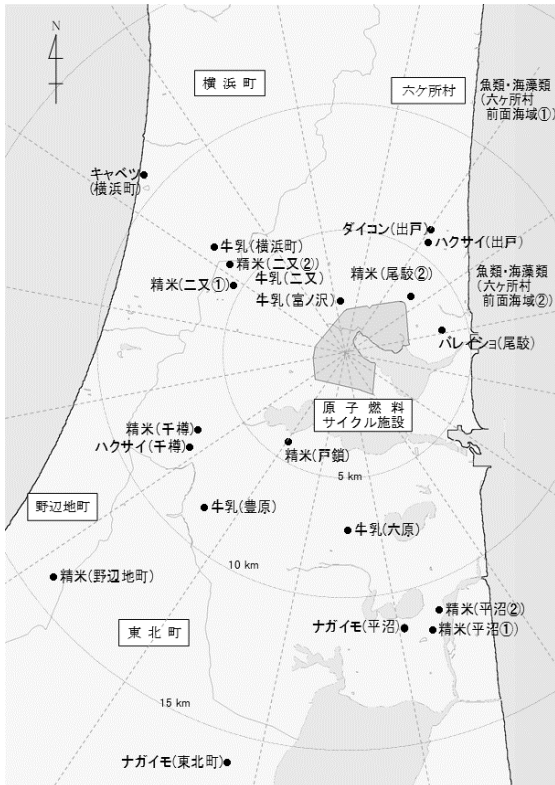 N
横浜町
六ケ所村
魚類・海藻類
(六ヶ所村
前面海域①)
キャベツ
(横浜町)
ダイコン(出戸)
ハクサイ(出戸)
牛乳(横浜町)
精米(二又②)
牛乳(二又)
精米(二又①)
牛乳(富ノ沢)
精米(尾駮②)
魚類・海藻類
(六ヶ所村
前面海域②)
バレイショ(尾駮)
原子燃料
サイクル施設
精米(千樽)
ハクサイ(千樽)
精米(戸鎖)
5 km
野辺地町
牛乳(豊原)
牛乳(六原)
10 km
精米(野辺地町)
精米(平沼②)
ナガイモ(平沼)
精米(平沼①)
東北町
15 km
ナガイモ(東北町)